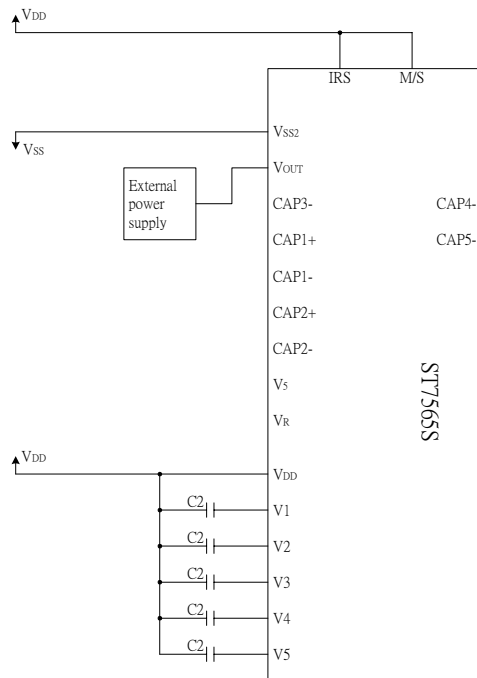 VDD
IRS M/S
VSS2
VSS
VOUT
External
power
supply
CAP3- CAP4-
CAP1+ CAP5-
CAP1-
CAP2+
CAP2-
V5
VR
ST7565S
VDD
VDD
C2 V1
C2 V2
C2 V3
C2 V4
C2 V5